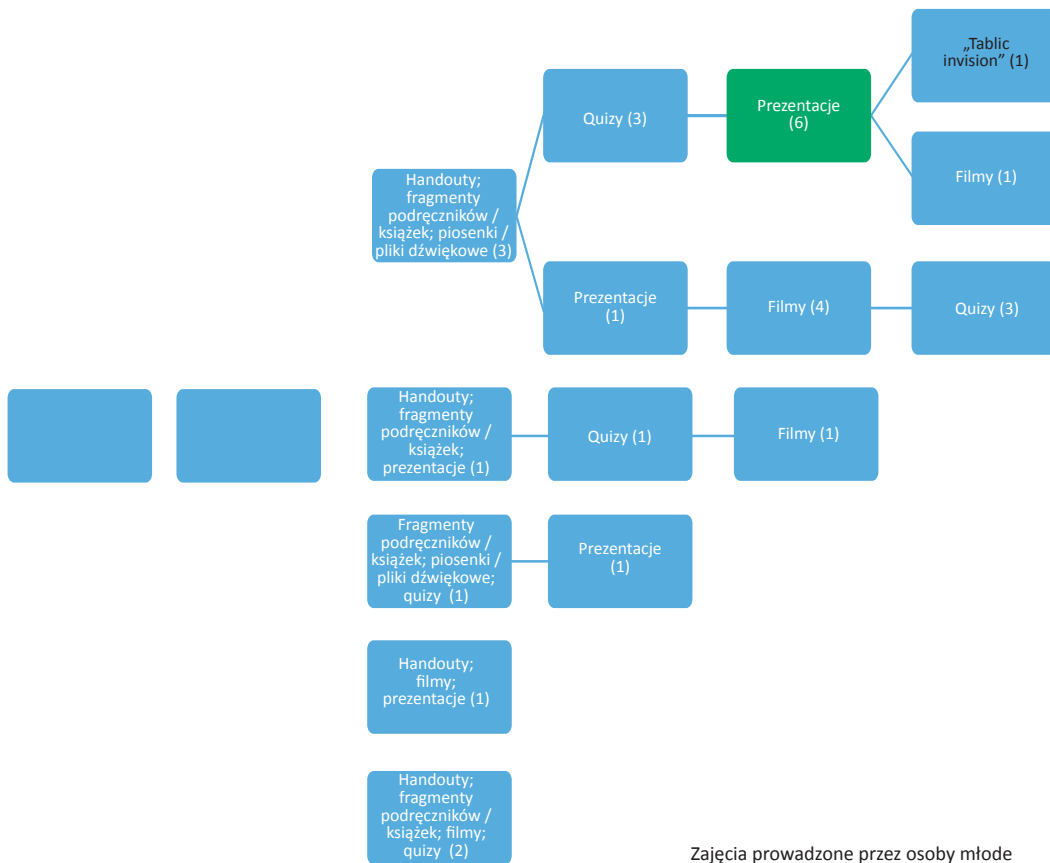 „Tablic
invision” (1)
Quizy (3)
Prezentacje
(6)
Filmy (1)
Handouty;
fragmenty
podręczników /
książek; piosenki /
pliki dźwiękowe (3)
Prezentacje
(1)
Filmy (4)
Quizy (3)
Handouty;
fragmenty
podręczników /
książek;
prezentacje (1)
Quizy (1)
Filmy (1)
Fragmenty
podręczników /
książek; piosenki /
pliki dźwiękowe;
quizy (1)
Prezentacje
(1)
Handouty;
filmy;
prezentacje (1)
Handouty;
fragmenty
podręczników /
książek; filmy;
quizy (2)
Zajęcia prowadzone przez osoby młode